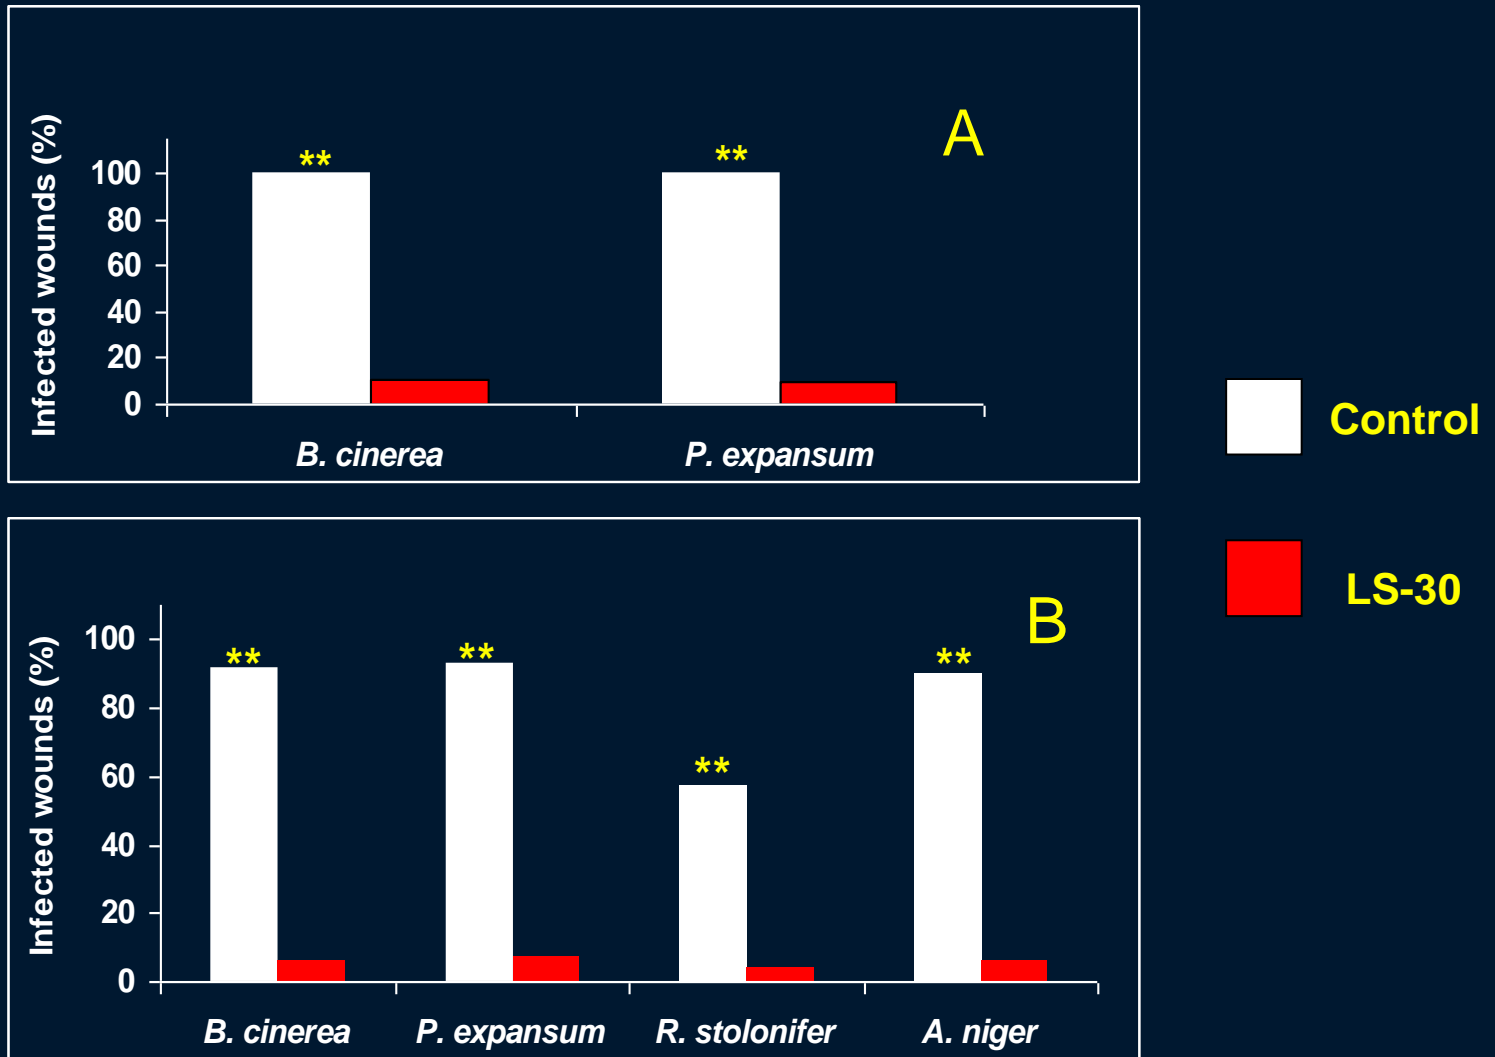 A
Infected wounds (%)
100
80
60
40
20
0
**
**
B. cinerea
P. expansum
B
Infected wounds (%)
100
80
60
40
20
0
**
**
**
**
B. cinerea
P. expansum
R. stolonifer
A. niger
Control
LS-30